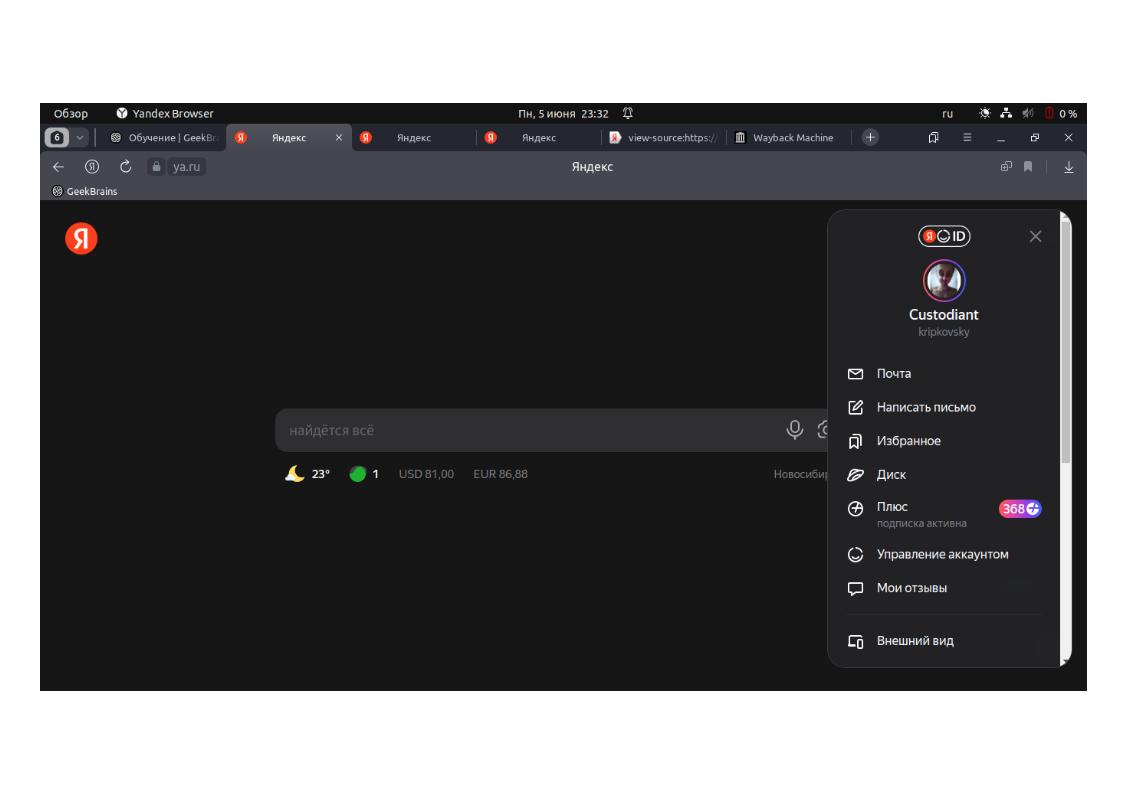 Обзор Yandex Browser Пн, 5 июня 23:32 ru 0 %
6 Обучение | GeekBra Яндекс Яндекс Яндекс view-source:https:// Wayback Machine
Я ya.ru Яндекс
GeekBrains
Я
Я ID
Custodiant
kripkovsky
Почта
Написать письмо
Избранное
Диск
Плюс 368
подписка активна
Управление аккаунтом
Мои отзывы
Внешний вид
найдётся всё
23° 1 USD 81,00 EUR 86,88 Новосибир